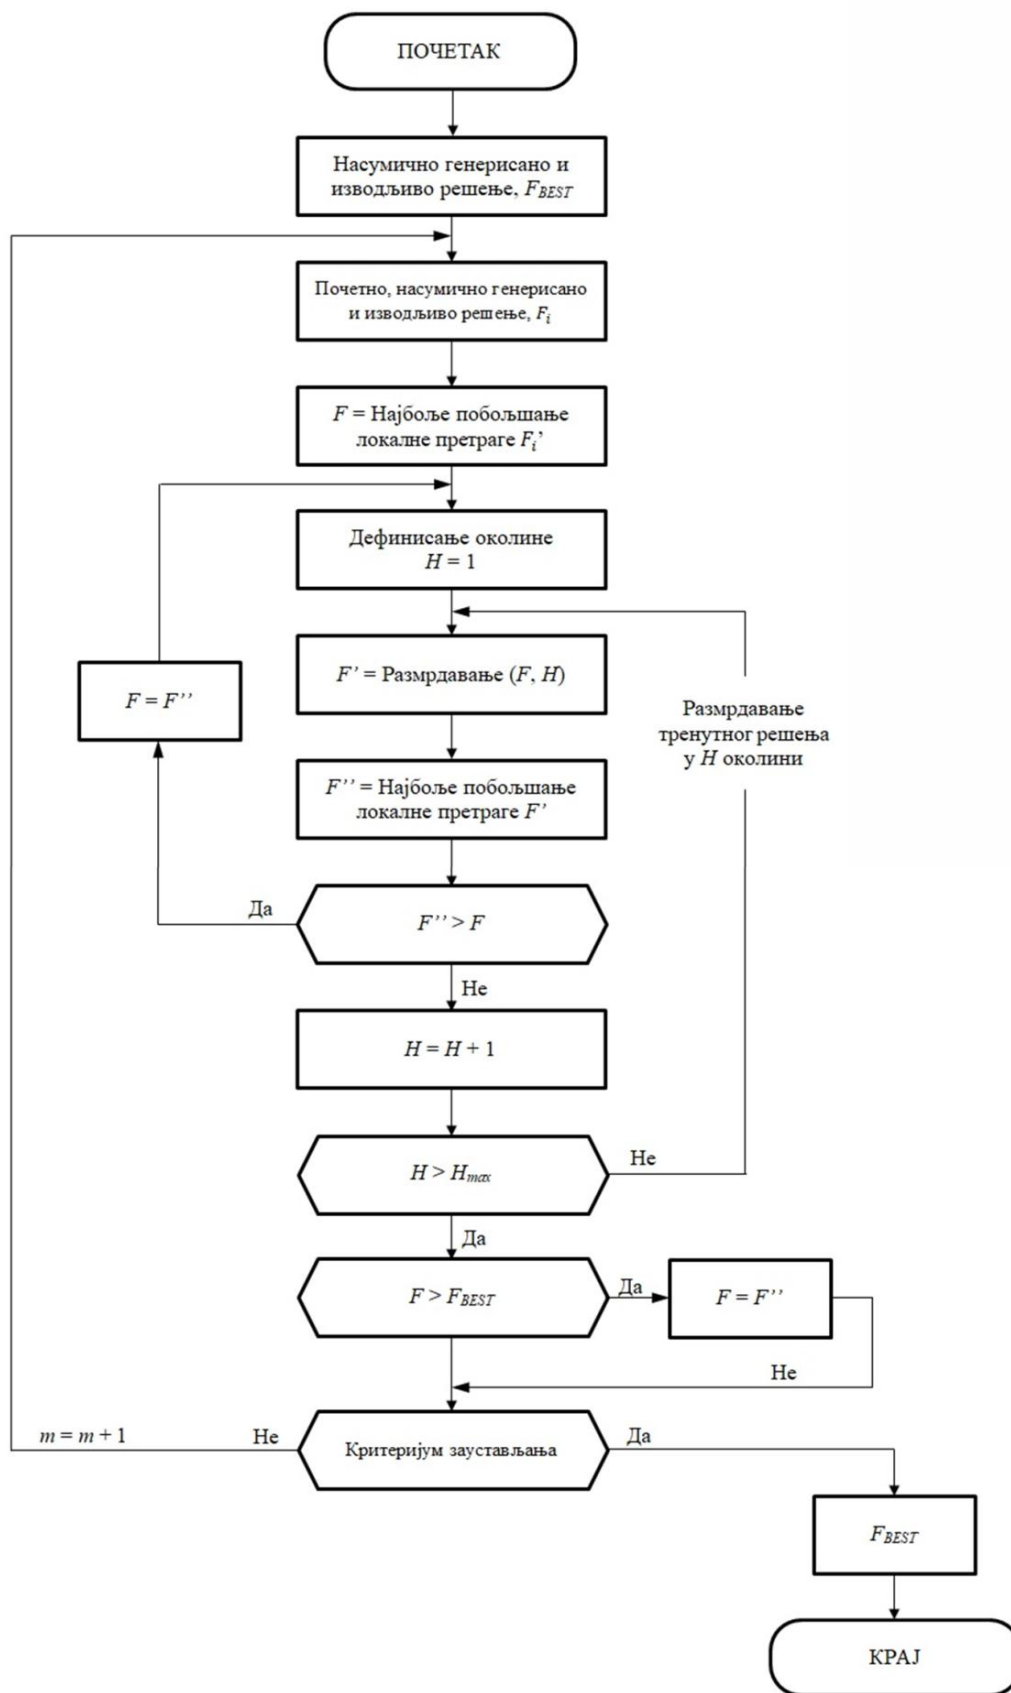 ПОЧЕТАК
Насумично генерисано и
изводљиво решење, F_BEST
Почетно, насумично генерисано
и изводљиво решење, F_i
F = Најбоље побољшање
локалне претраге F_i’
Дефинисање околине
H = 1
F’ = Размрдавање (F, H)
F = F’’
Размрдавање
тренутног решења
у H околини
F’’ = Најбоље побољшање
локалне претраге F’
Да
F’’ > F
Не
H = H + 1
H > H_max
Не
Да
F > F_BEST
Да
F = F’’
Не
m = m + 1
Не
Критеријум заустављања
Да
F_BEST
КРАЈ